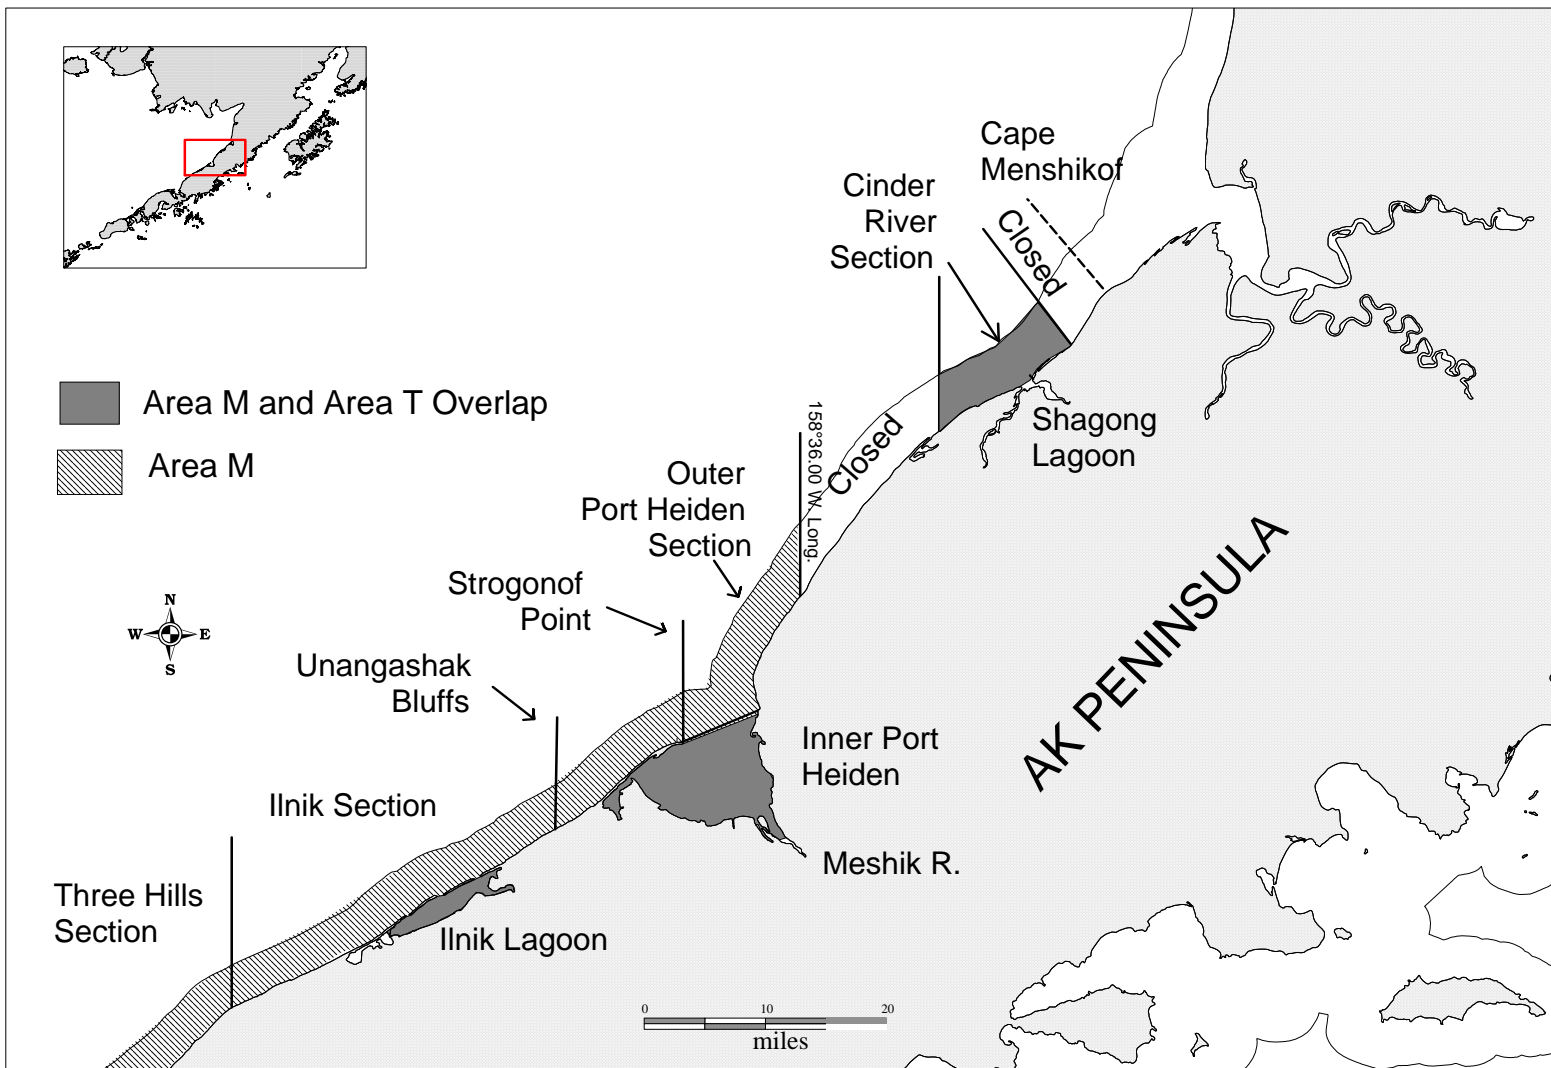 Cape
Menshikof
Cinder
River
Section
Closed
Area M and Area T Overlap
Area M
Shagong
Lagoon
158°36.00 W. Long.
Closed
Outer
Port Heiden
Section
Strogonof
Point
AK PENINSULA
N
W
E
S
Unangashak
Bluffs
Inner Port
Heiden
Ilnik Section
Meshik R.
Three Hills
Section
Ilnik Lagoon
0 10 20
miles